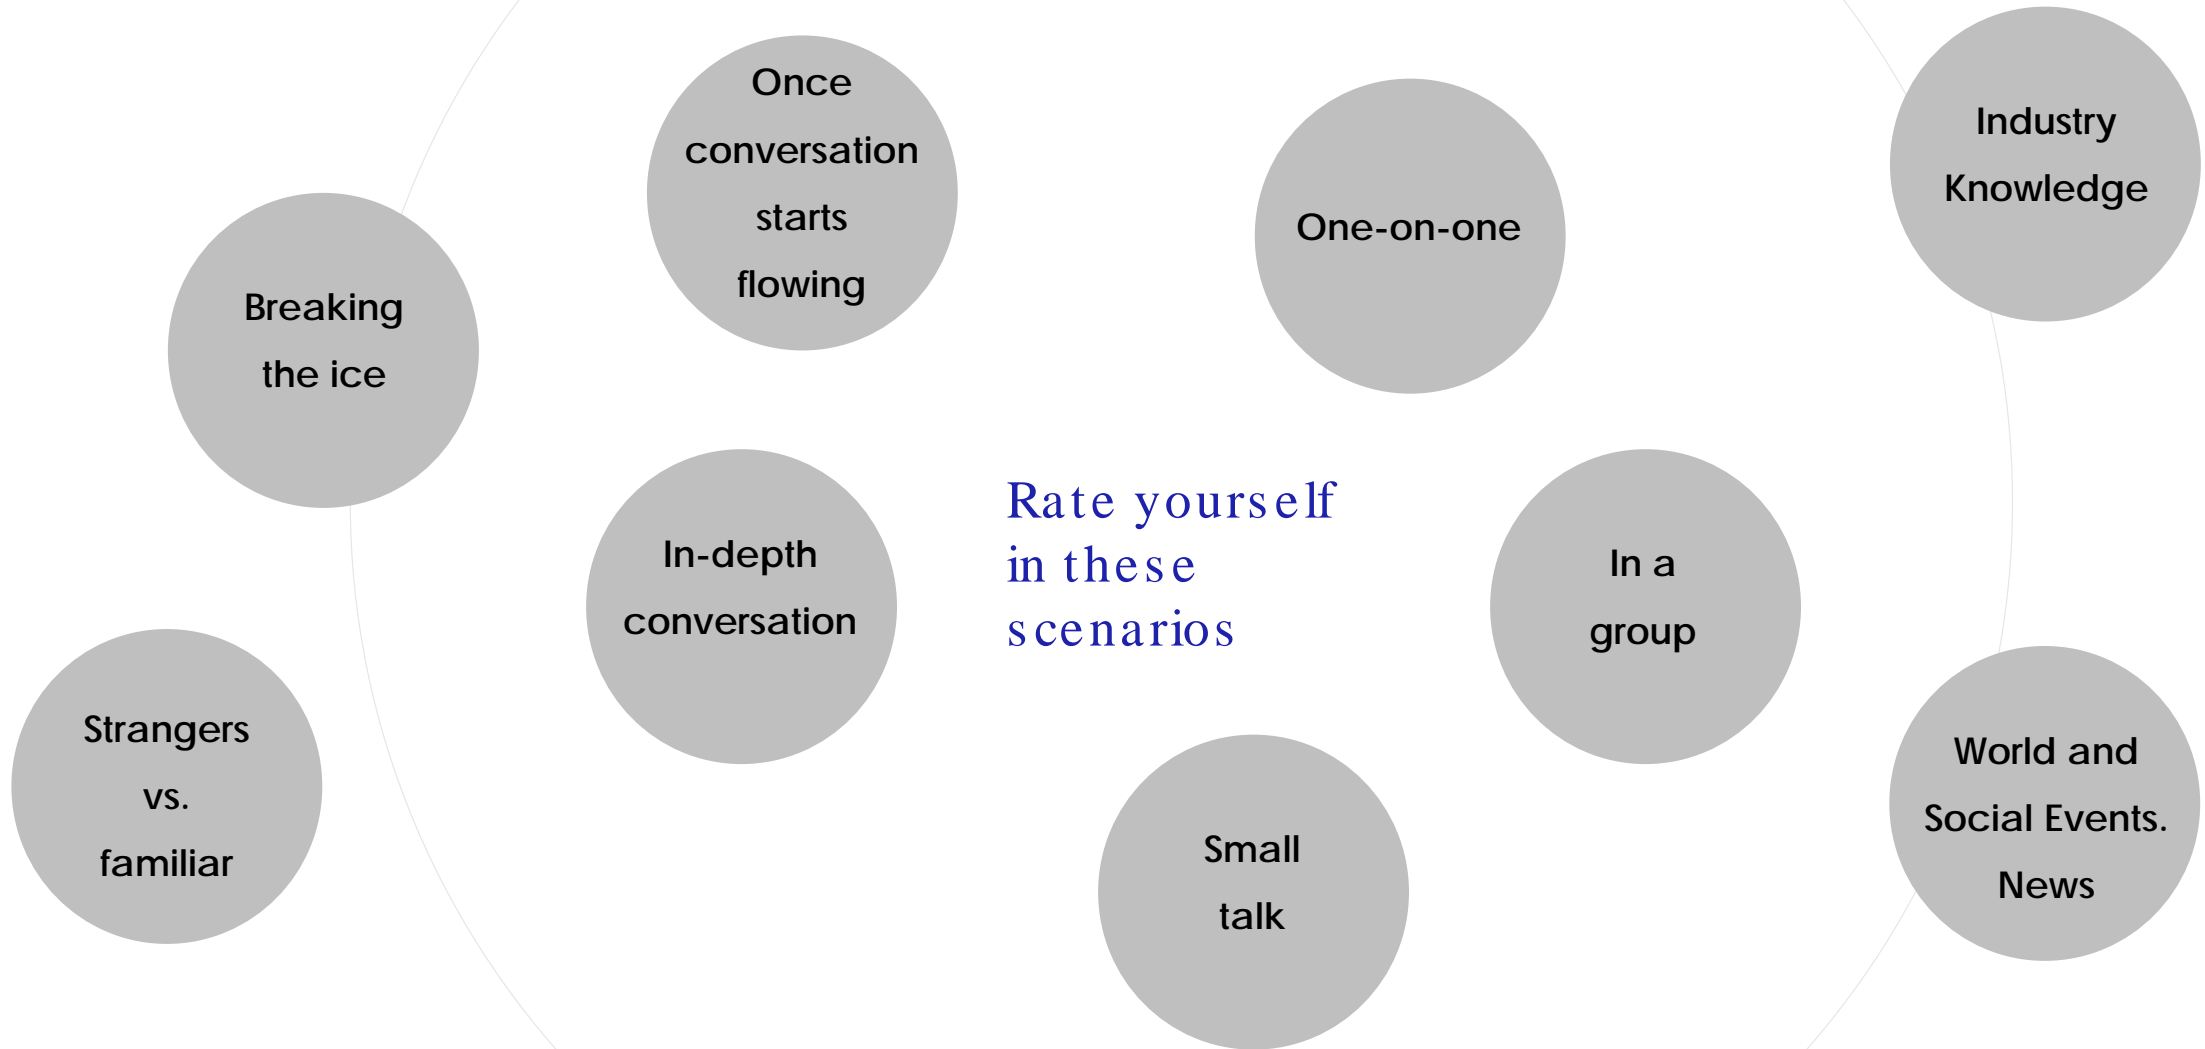 Once
conversation
starts
flowing
One-on-one
Industry
Knowledge
Breaking
the ice
In-depth
conversation
Rate yourself
in these
scenarios
In a
group
Strangers
vs.
familiar
Small
talk
World and
Social Events.
News